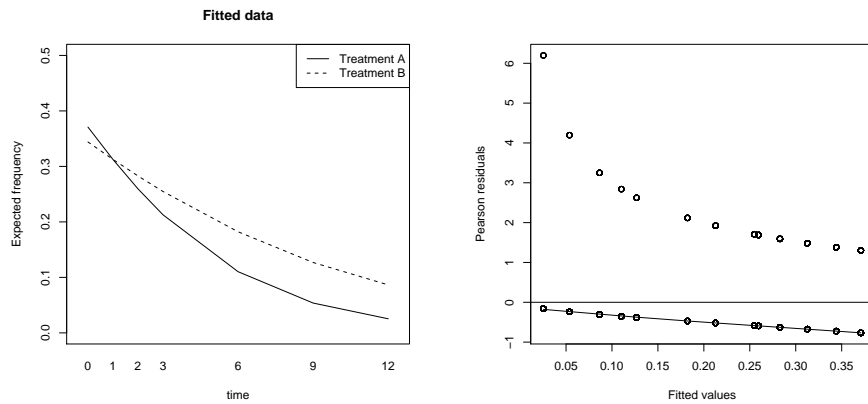 Fitted data
Expected frequency
0.5
0.4
0.3
0.2
0.1
0.0
Treatment A
Treatment B
0 1 2 3 6 9 12
time
Pearson residuals
6
5
4
3
2
1
0
−1
0.05 0.10 0.15 0.20 0.25 0.30 0.35
Fitted values